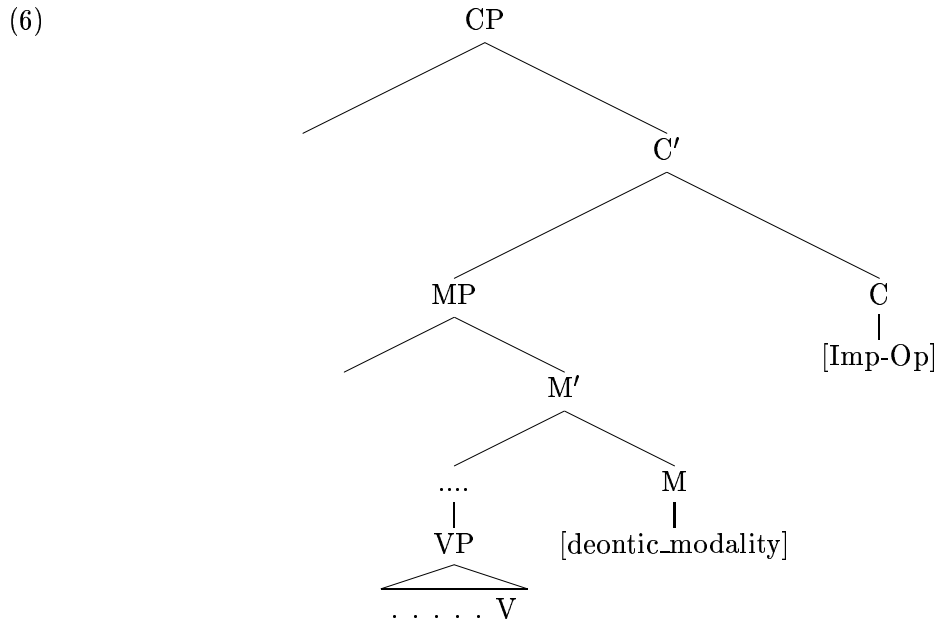 (6) CP
C′
MP C
[Imp-Op]
M′
.... M
VP [deontic_modality]
. . . . . V